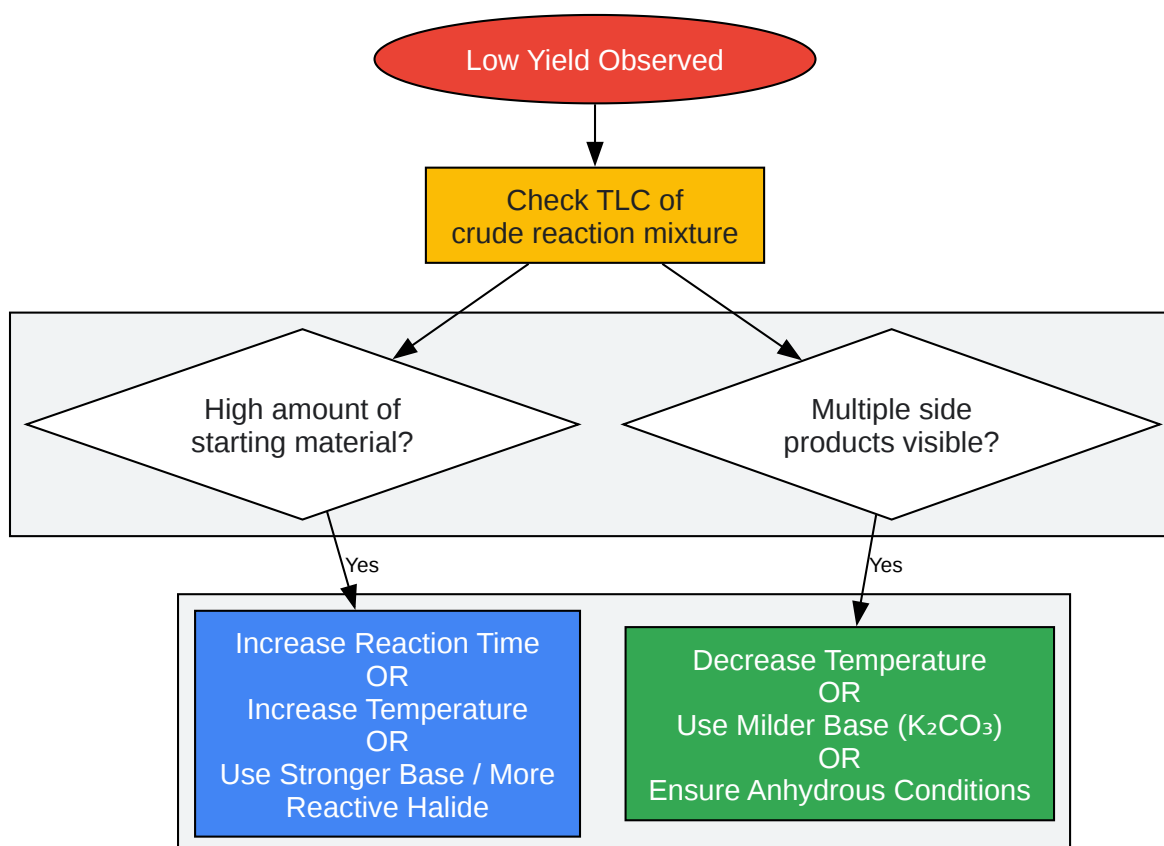 Low Yield Observed
Check TLC of
crude reaction mixture
High amount of
starting material?
Multiple side
products visible?
Yes
Yes
Increase Reaction Time
OR
Increase Temperature
OR
Use Stronger Base / More
Reactive Halide
Decrease Temperature
OR
Use Milder Base (K₂CO₃)
OR
Ensure Anhydrous Conditions